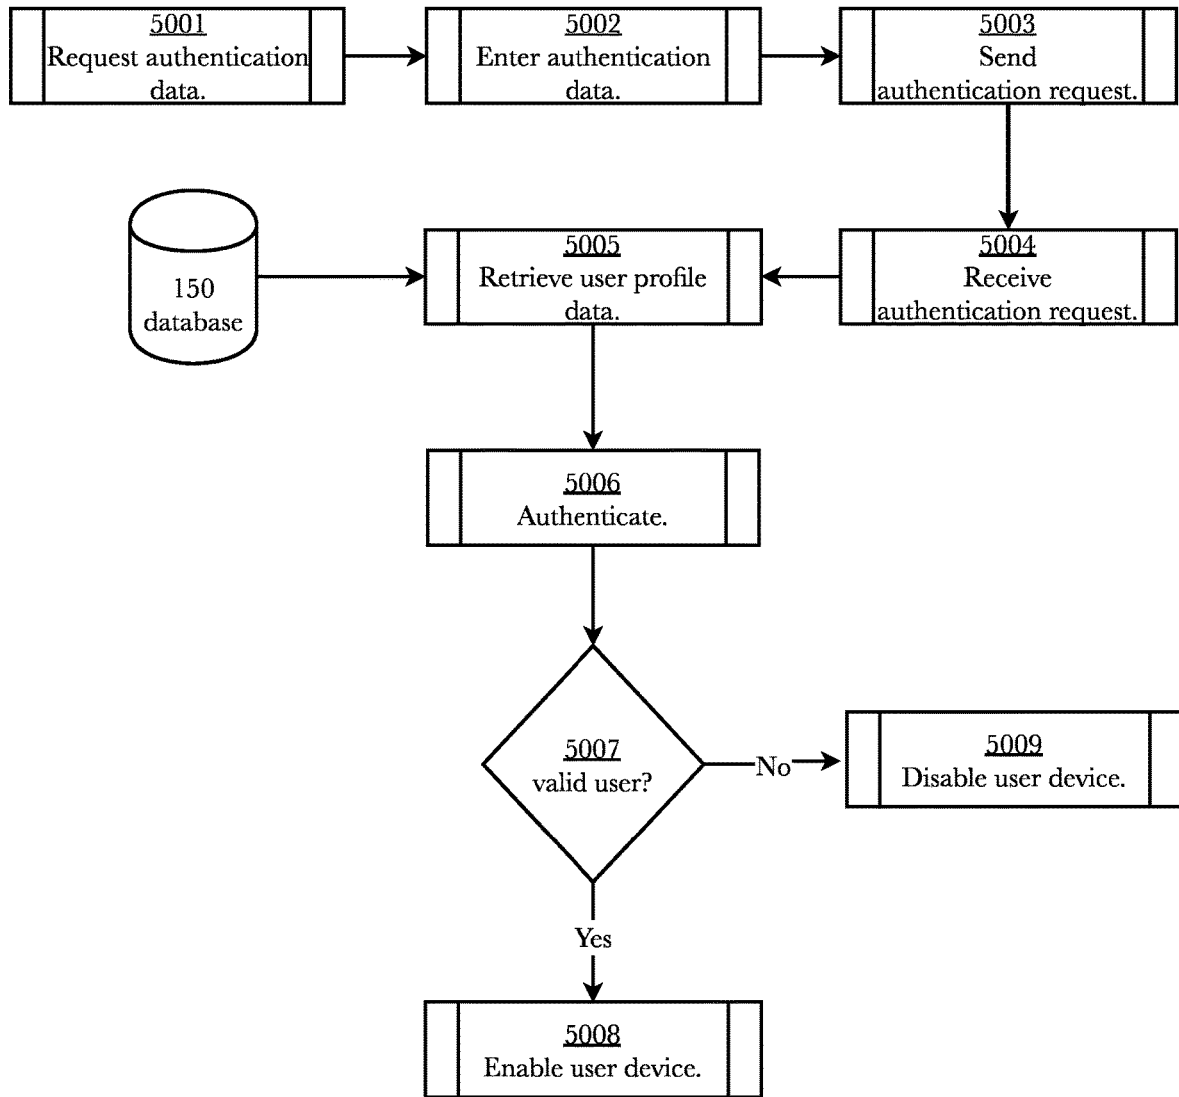 5001
Request authentication
data.
5002
Enter authentication
data.
5003
Send
authentication request.
150
database
5005
Retrieve user profile
data.
5004
Receive
authentication request.
5006
Authenticate.
5007
valid user?
No
5009
Disable user device.
Yes
5008
Enable user device.